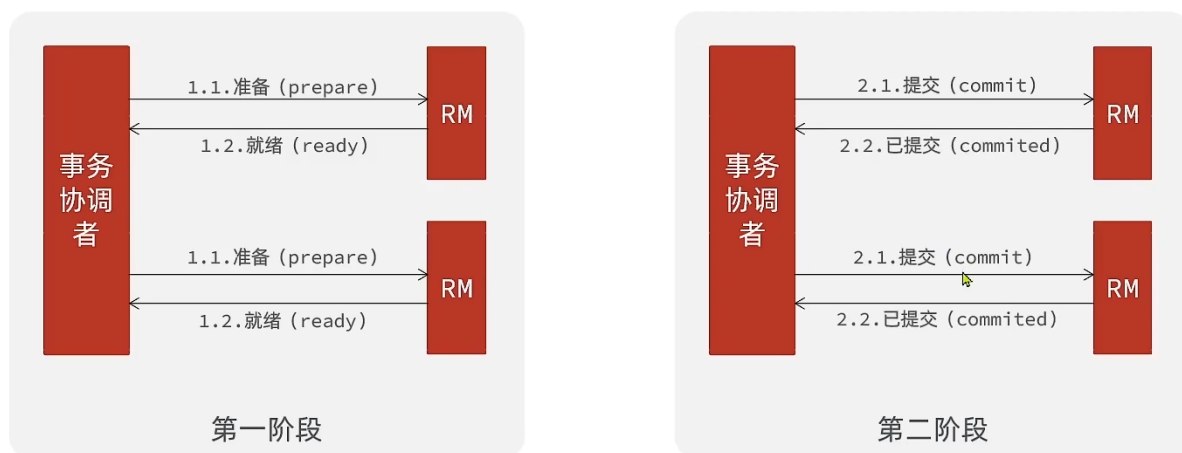 1.1.准备 (prepare)
RM
1.2.就绪 (ready)
事务
协调
者
1.1.准备 (prepare)
RM
1.2.就绪 (ready)
第一阶段
2.1.提交 (commit)
RM
2.2.已提交 (commited)
事务
协调
者
2.1.提交 (commit)
RM
2.2.已提交 (commited)
第二阶段